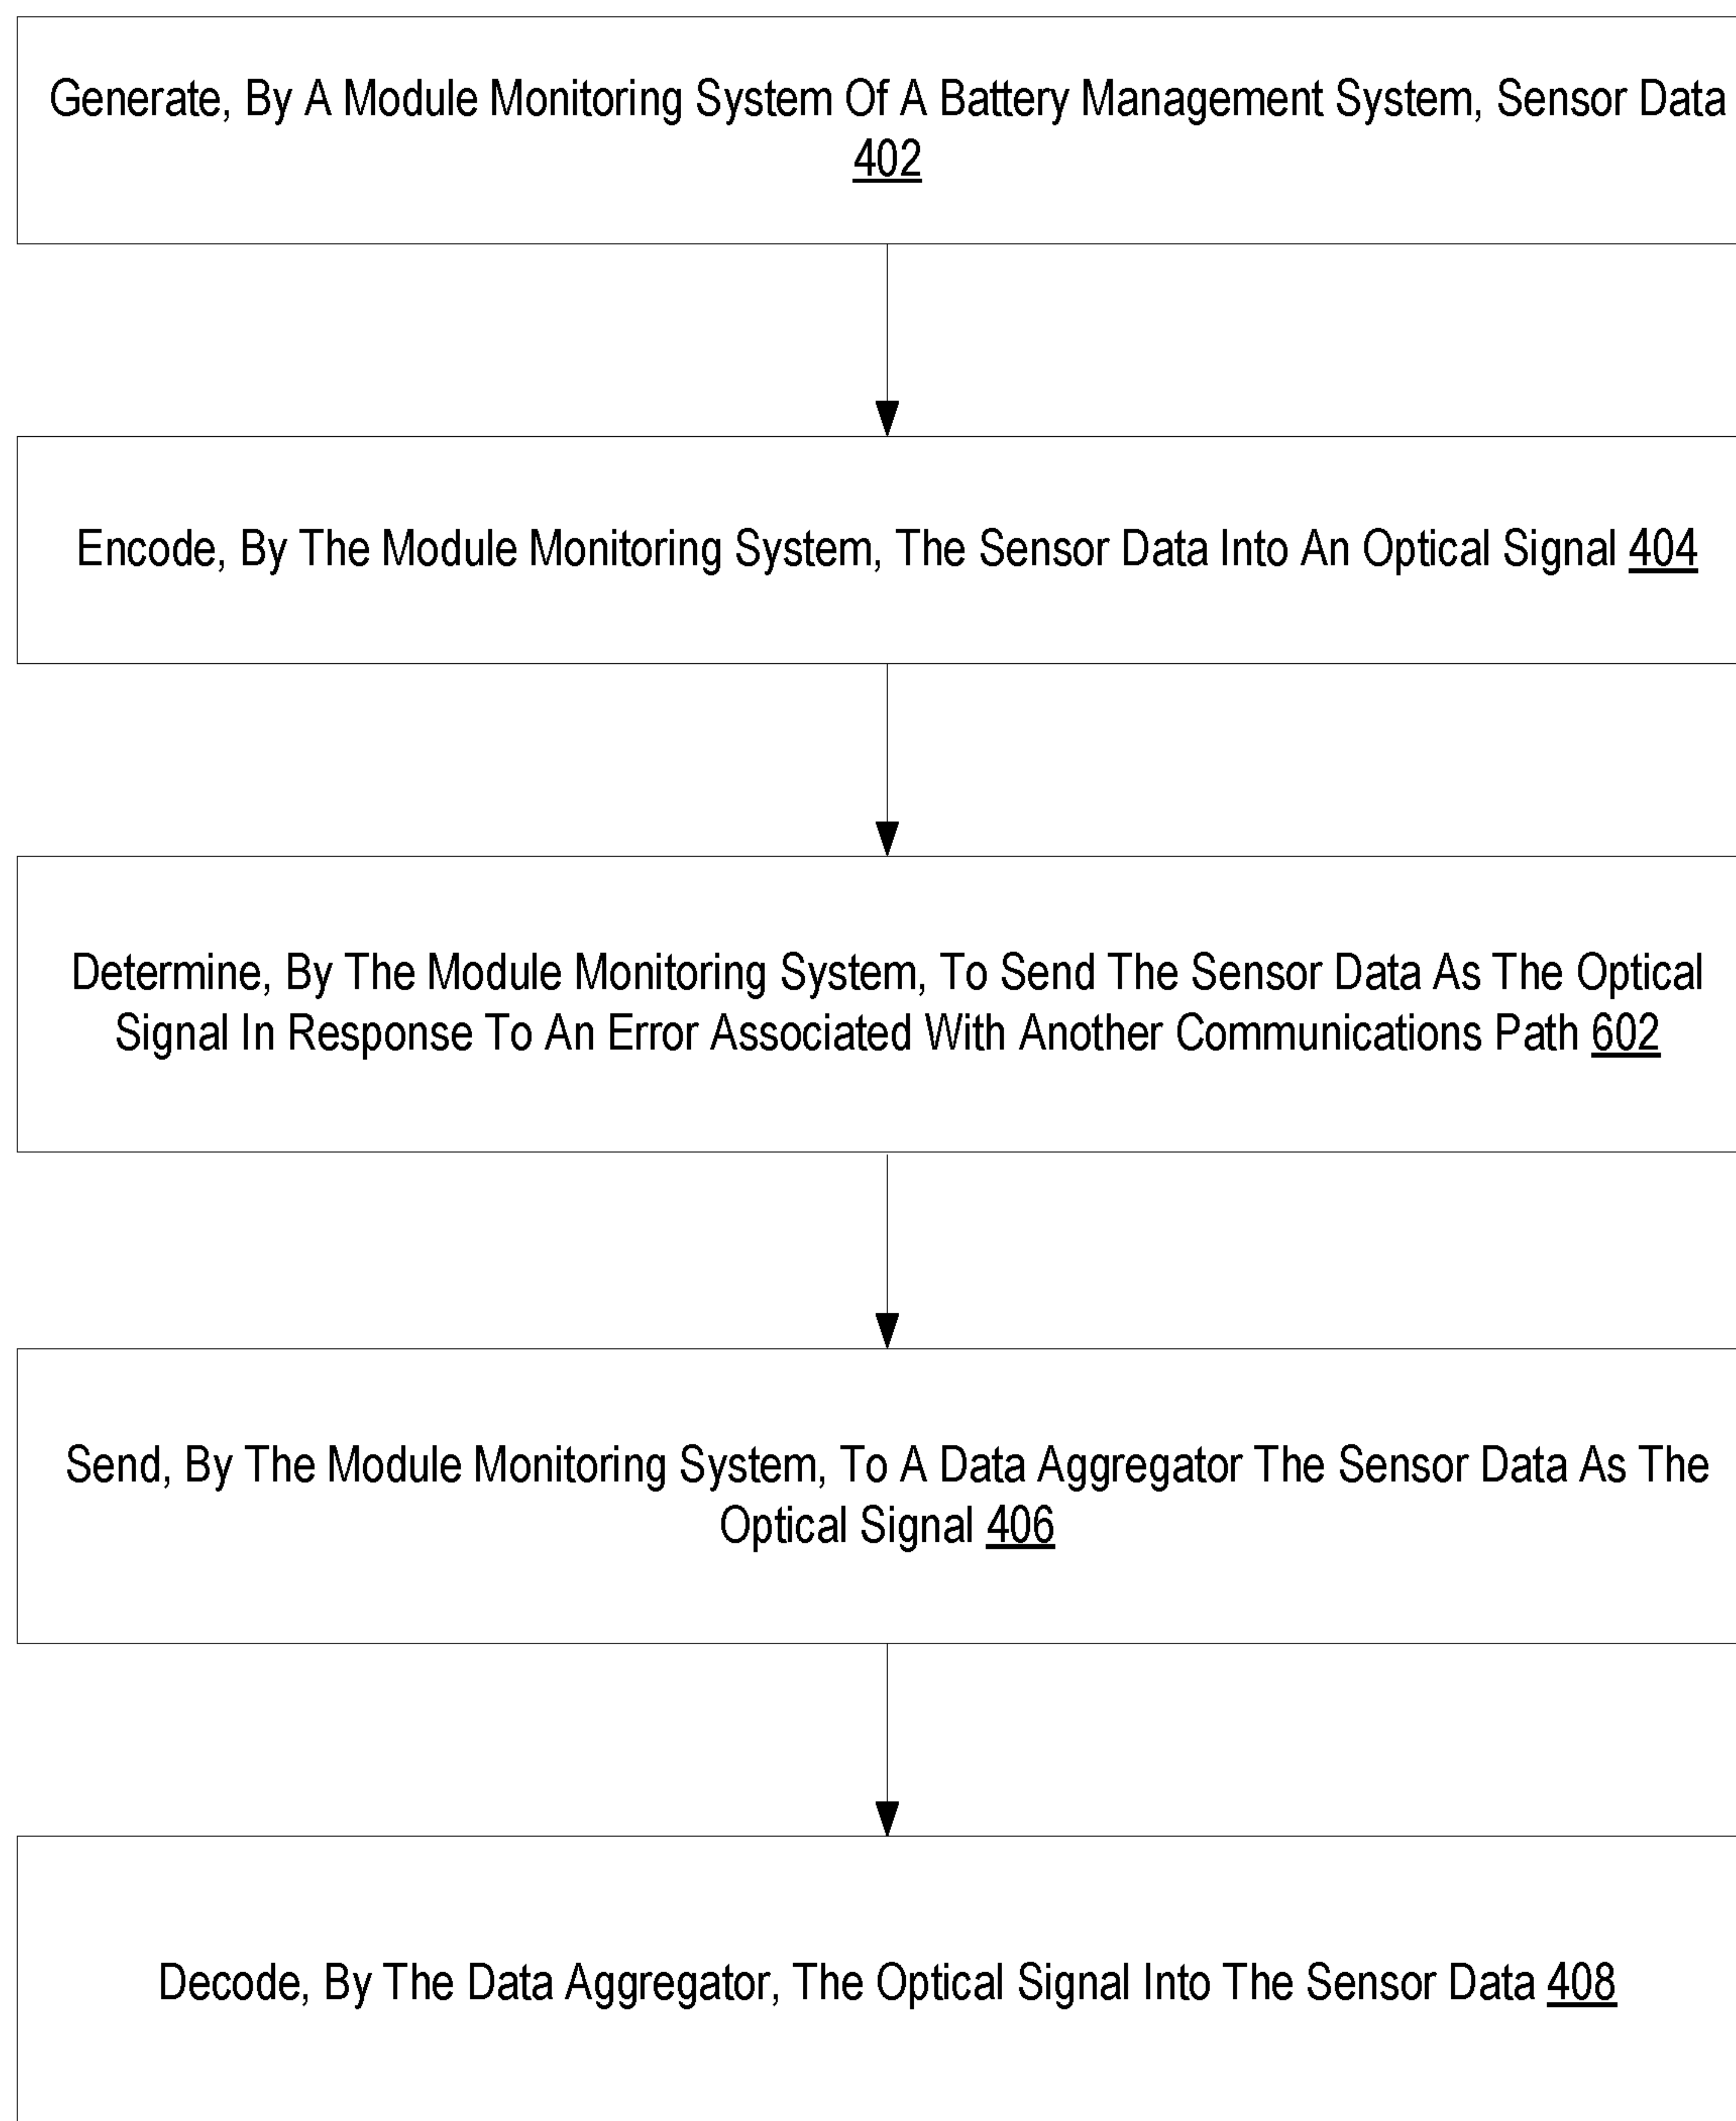 Generate, By A Module Monitoring System Of A Battery Management System, Sensor Data
402
Encode, By The Module Monitoring System, The Sensor Data Into An Optical Signal 404
Determine, By The Module Monitoring System, To Send The Sensor Data As The Optical
Signal In Response To An Error Associated With Another Communications Path 602
Send, By The Module Monitoring System, To A Data Aggregator The Sensor Data As The
Optical Signal 406
Decode, By The Data Aggregator, The Optical Signal Into The Sensor Data 408